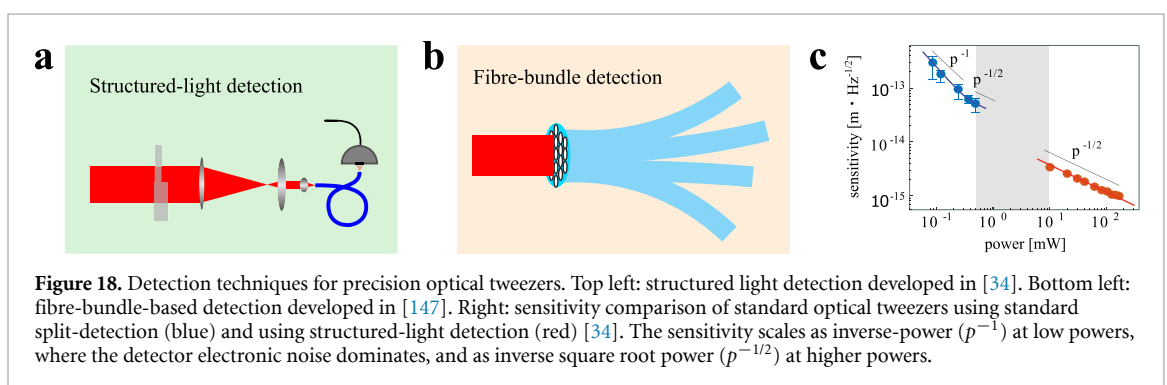 a
Structured-light detection
b
Fibre-bundle detection
c
sensitivity [m · Hz^-1/2]
10^-13
10^-14
10^-15
p^-1
p^-1/2
p^-1/2
10^-1
10^0
10^1
10^2
power [mW]
Figure 18. Detection techniques for precision optical tweezers. Top left: structured light detection developed in [34]. Bottom left:
fibre-bundle-based detection developed in [147]. Right: sensitivity comparison of standard optical tweezers using standard
split-detection (blue) and using structured-light detection (red) [34]. The sensitivity scales as inverse-power (p^−1) at low powers,
where the detector electronic noise dominates, and as inverse square root power (p^−1/2) at higher powers.